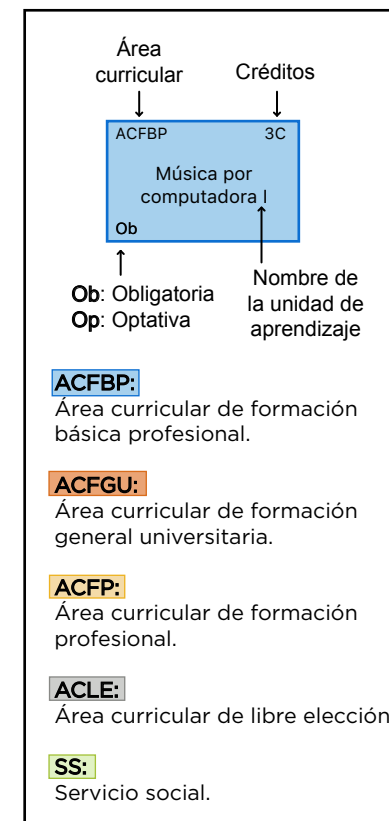 Área
curricular
Créditos
ACFBP 3C
Música por
computadora I
Ob
Ob: Obligatoria
Op: Optativa
Nombre de
la unidad de
aprendizaje
ACFBP:
Área curricular de formación
básica profesional.
ACFGU:
Área curricular de formación
general universitaria.
ACFP:
Área curricular de formación
profesional.
ACLE:
Área curricular de libre elección
SS:
Servicio social.